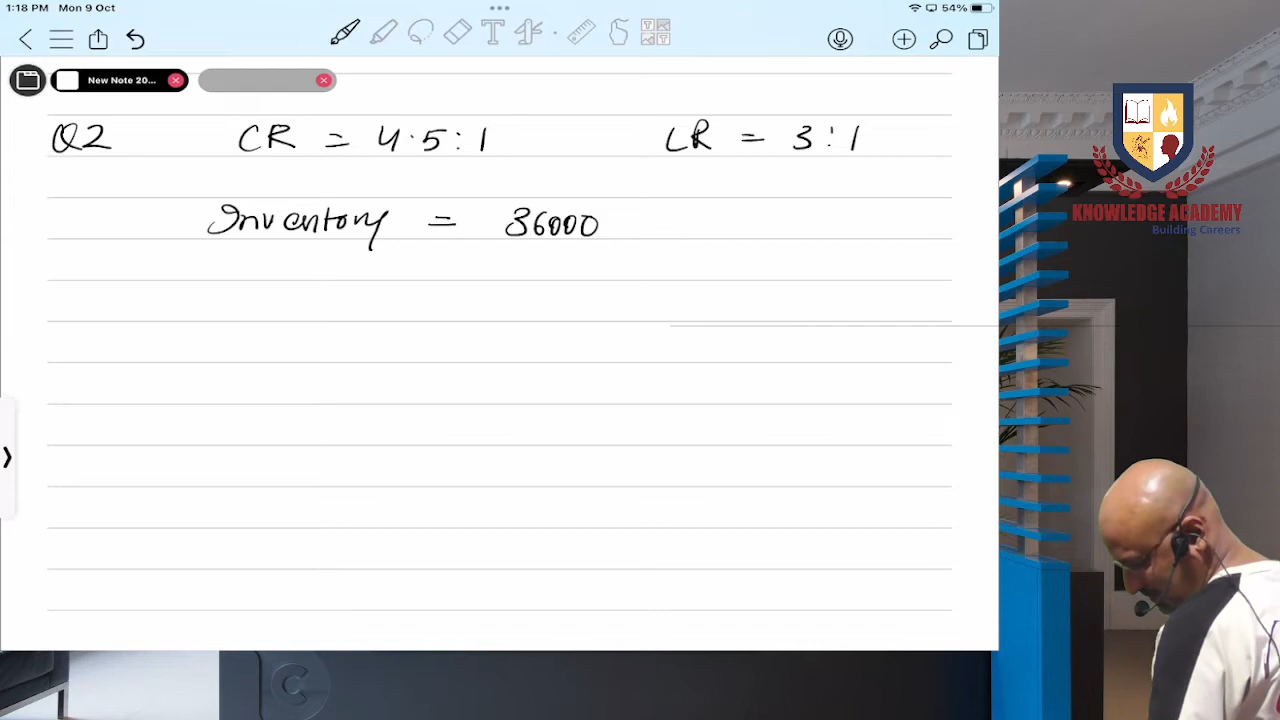 1:18 PM Mon 9 Oct
54%
New Note 20...
Q2 CR = 4.5:1 LR = 3:1
Inventory = 36000
KNOWLEDGE ACADEMY
Building Careers